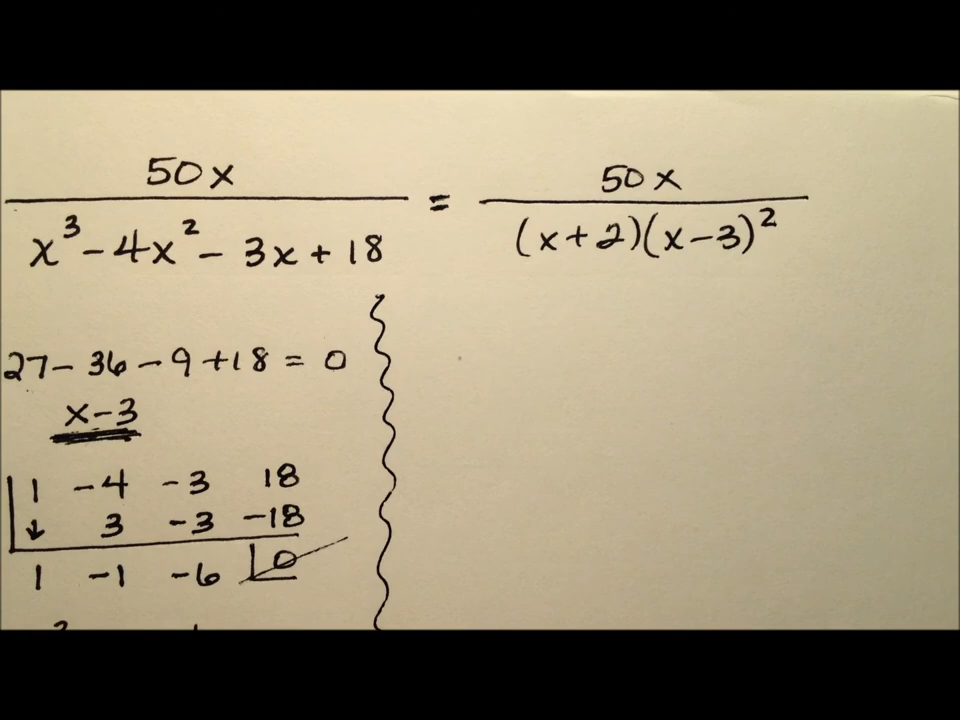 50x / x³ - 4x² - 3x + 18 = 50x / (x+2)(x-3)²
27 - 36 - 9 + 18 = 0
x-3
1 -4 -3 18
↓ 3 -3 -18
1 -1 -6 0